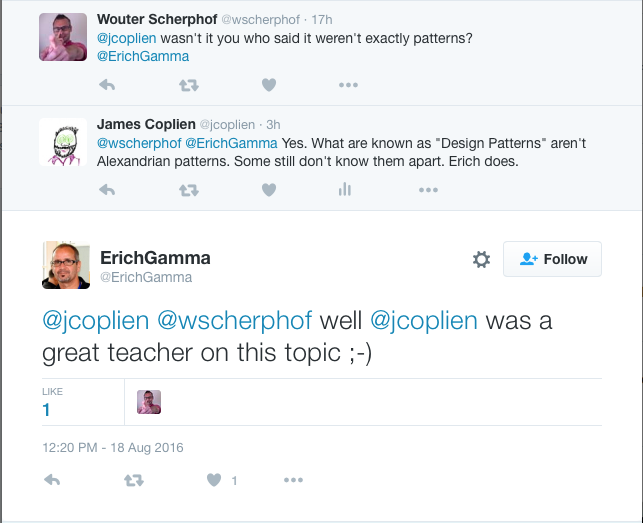 Wouter Scherphof @wscherphof · 17h
@jcoplien wasn't it you who said it weren't exactly patterns?
@ErichGamma
James Coplien @jcoplien · 3h
@wscherphof @ErichGamma Yes. What are known as "Design Patterns" aren't
Alexandrian patterns. Some still don't know them apart. Erich does.
ErichGamma
@ErichGamma
Follow
@jcoplien @wscherphof well @jcoplien was a
great teacher on this topic ;-)
LIKE
1
12:20 PM - 18 Aug 2016
1